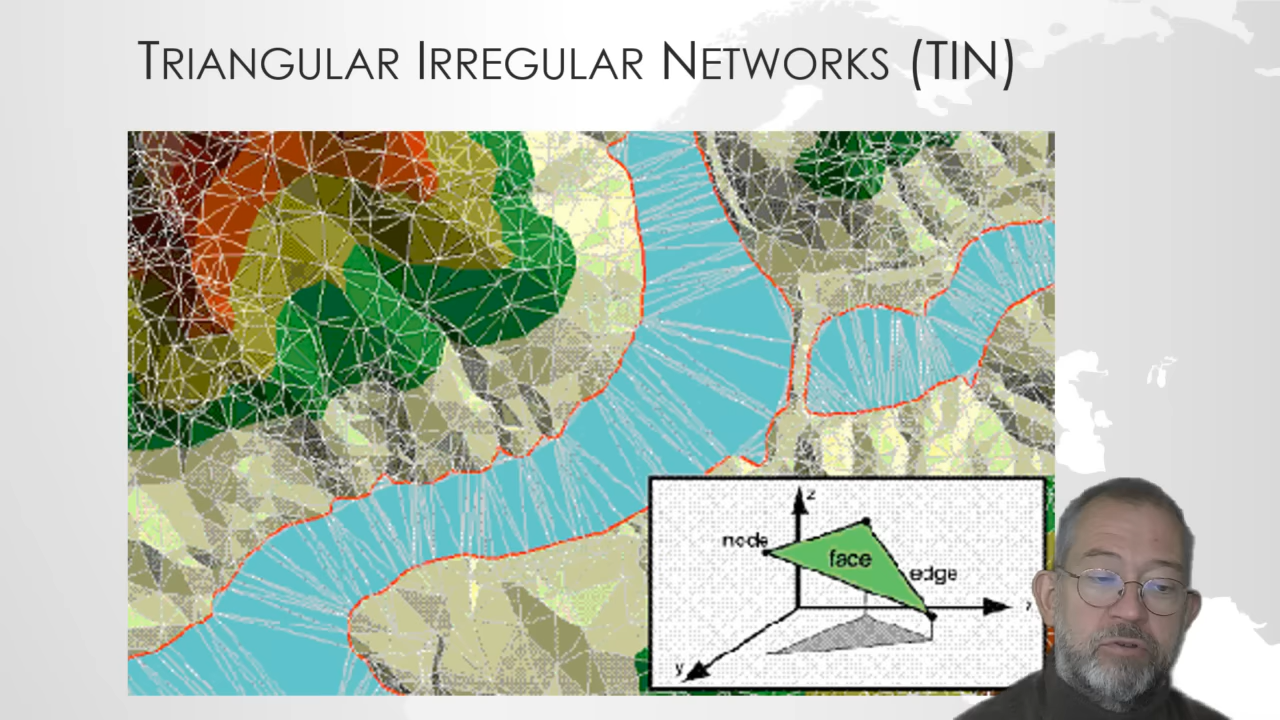 TRIANGULAR IRREGULAR NETWORKS (TIN)
z
node
face
edge
y